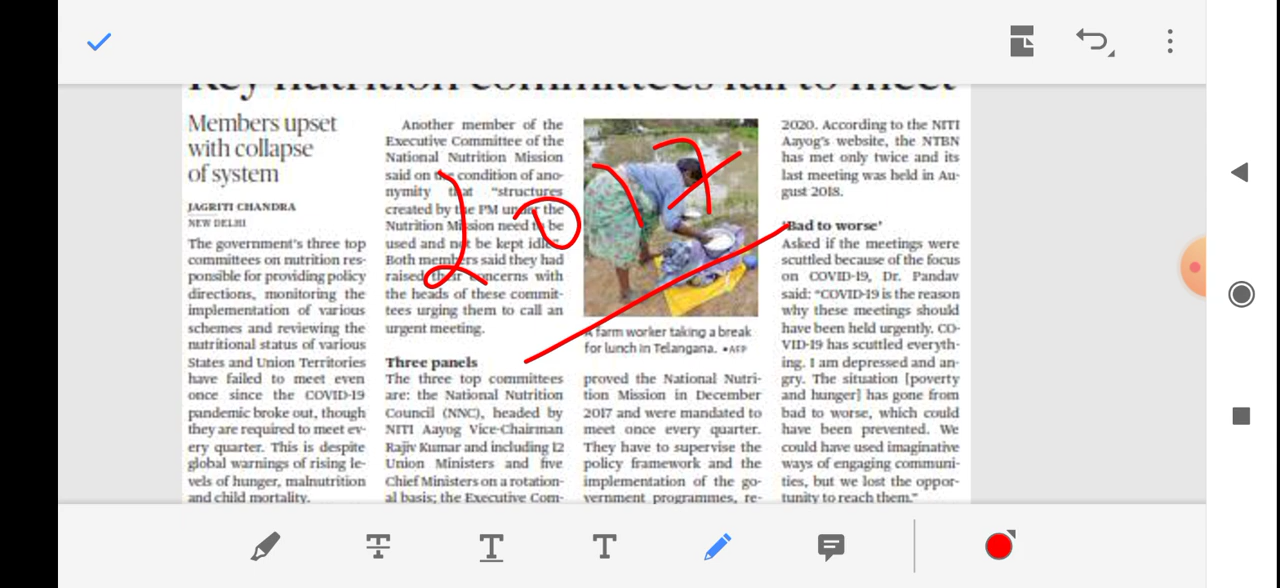 Key nutrition committees fail to meet
Members upset
with collapse
of system
JAGRITI CHANDRA
NEW DELHI
The government's three top
committees on nutrition res-
ponsible for providing policy
directions, monitoring the
implementation of various
schemes and reviewing the
nutritional status of various
States and Union Territories
have failed to meet even
once since the COVID-19
pandemic broke out, though
they are required to meet ev-
ery quarter. This is despite
global warnings of rising le-
vels of hunger, malnutrition
and child mortality.
Another member of the
Executive Committee of the
National Nutrition Mission
said on the condition of ano-
nymity that “structures
created by the PM under the
Nutrition Mission need to be
used and not be kept idle”.
Both members said they had
raised their concerns with
the heads of these commit-
tees urging them to call an
urgent meeting.
Three panels
The three top committees
are: the National Nutrition
Council (NNC), headed by
NITI Aayog Vice-Chairman
Rajiv Kumar and including 12
Union Ministers and five
Chief Ministers on a rotation-
al basis; the Executive Com-
A farm worker taking a break
for lunch in Telangana. •AFP
proved the National Nutri-
tion Mission in December
2017 and were mandated to
meet once every quarter.
They have to supervise the
policy framework and the
implementation of the go-
vernment programmes, re-
2020. According to the NITI
Aayog's website, the NTBN
has met only twice and its
last meeting was held in Au-
gust 2018.
‘Bad to worse’
Asked if the meetings were
scuttled because of the focus
on COVID-19, Dr. Pandav
said: “COVID-19 is the reason
why these meetings should
have been held urgently. CO-
VID-19 has scuttled everyth-
ing. I am depressed and an-
gry. The situation [poverty
and hunger] has gone from
bad to worse, which could
have been prevented. We
could have used imaginative
ways of engaging communi-
ties, but we lost the oppor-
tunity to reach them.”
T
T
T